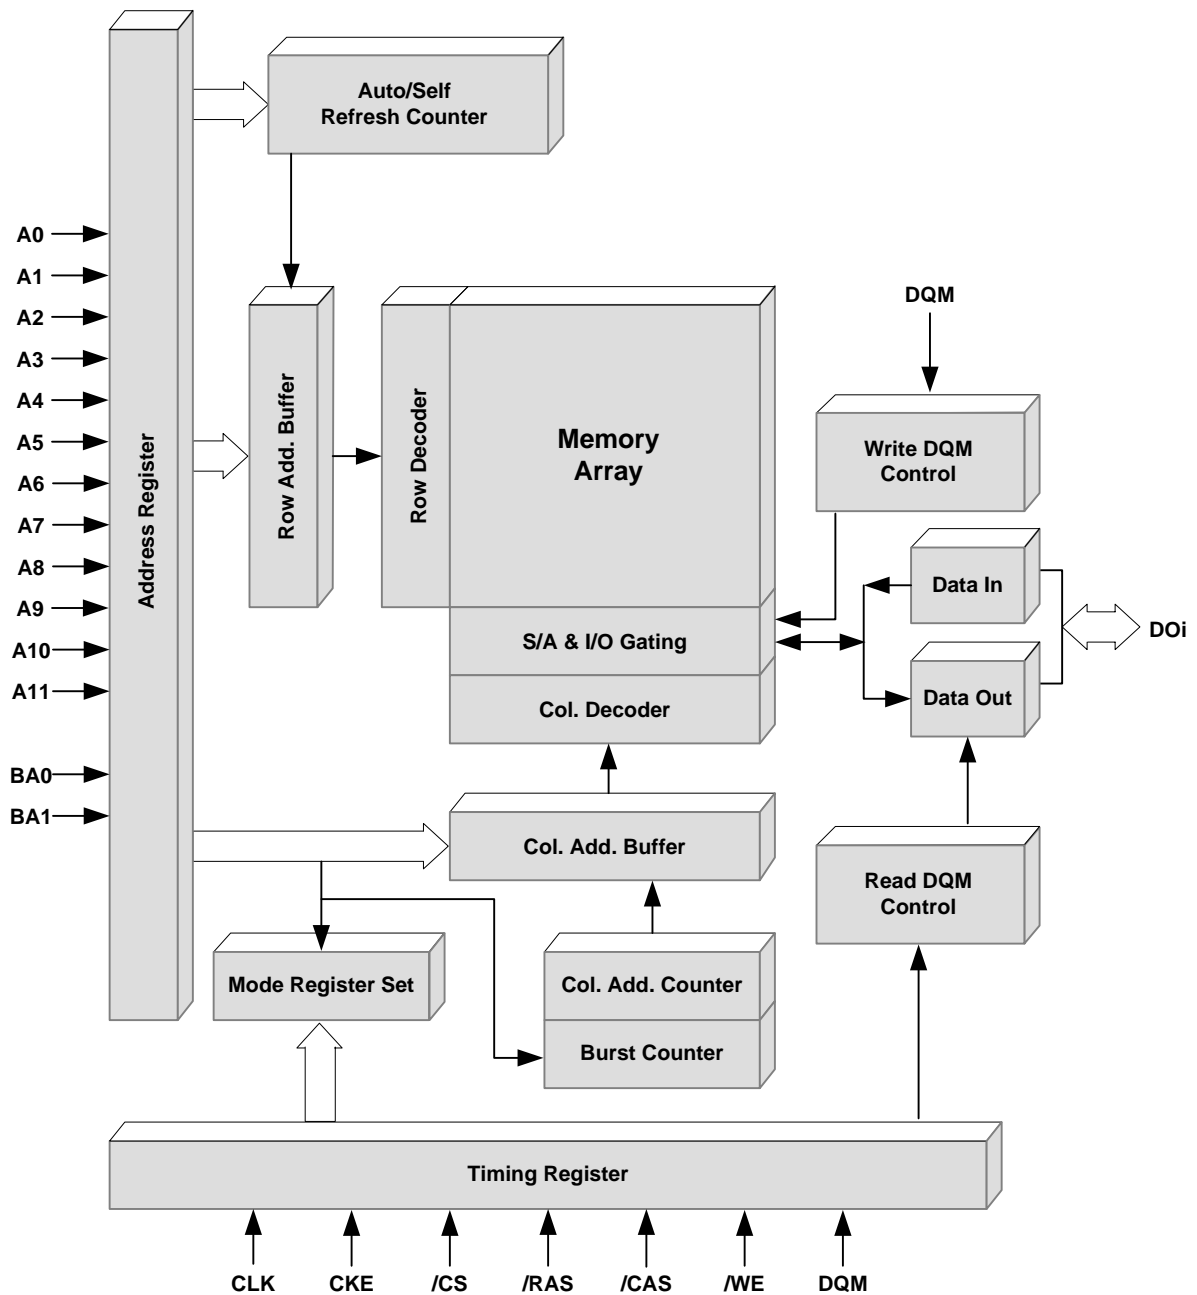 Auto/Self
Refresh Counter
A0
A1
A2
A3
A4
A5
A6
A7
A8
A9
A10
A11
BA0
BA1
Address Register
Row Add. Buffer
Row Decoder
Memory
Array
DQM
Write DQM
Control
Data In
S/A & I/O Gating
DOi
Data Out
Col. Decoder
Col. Add. Buffer
Read DQM
Control
Mode Register Set
Col. Add. Counter
Burst Counter
Timing Register
CLK
CKE
/CS
/RAS
/CAS
/WE
DQM